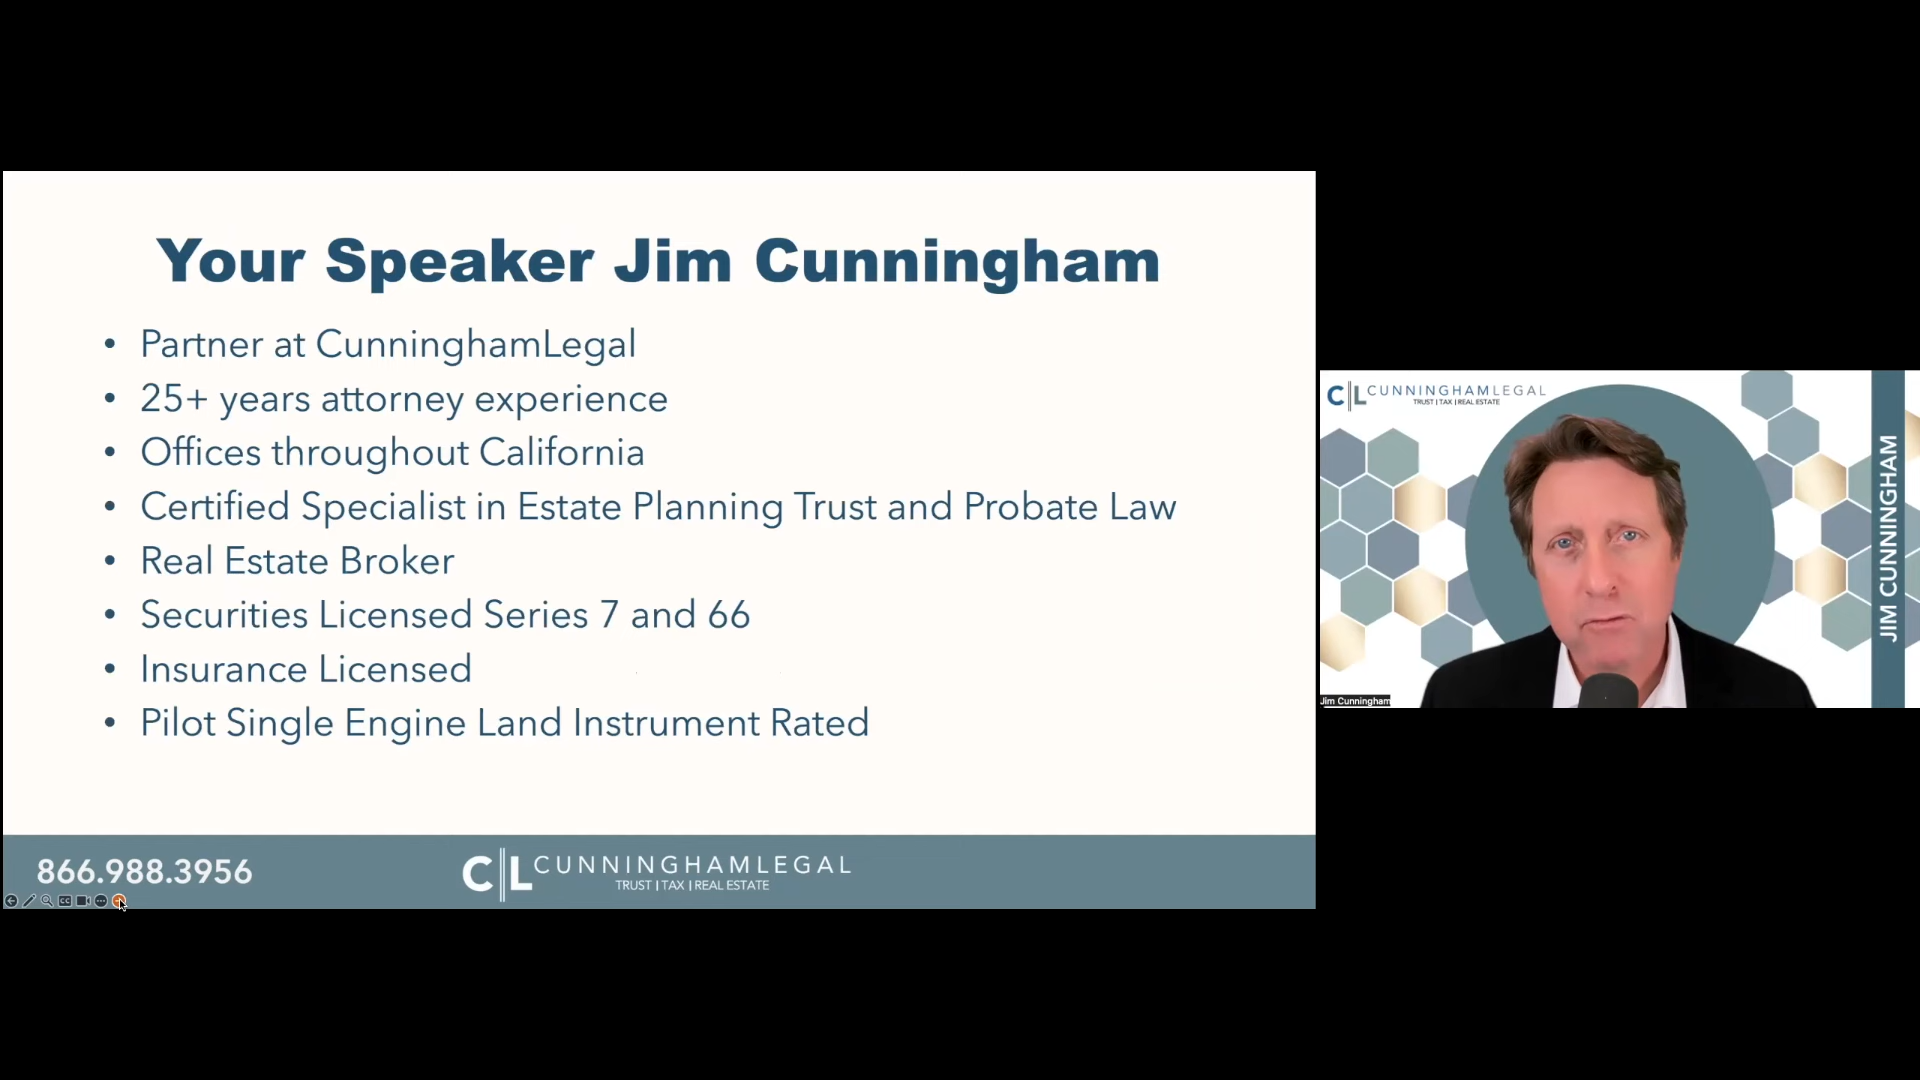 Your Speaker Jim Cunningham
• Partner at CunninghamLegal
• 25+ years attorney experience
• Offices throughout California
• Certified Specialist in Estate Planning Trust and Probate Law
• Real Estate Broker
• Securities Licensed Series 7 and 66
• Insurance Licensed
• Pilot Single Engine Land Instrument Rated
866.988.3956
CL CUNNINGHAMLEGAL
TRUST | TAX | REAL ESTATE
CC
CL CUNNINGHAMLEGAL
TRUST | TAX | REAL ESTATE
JIM CUNNINGHAM
Jim Cunningham